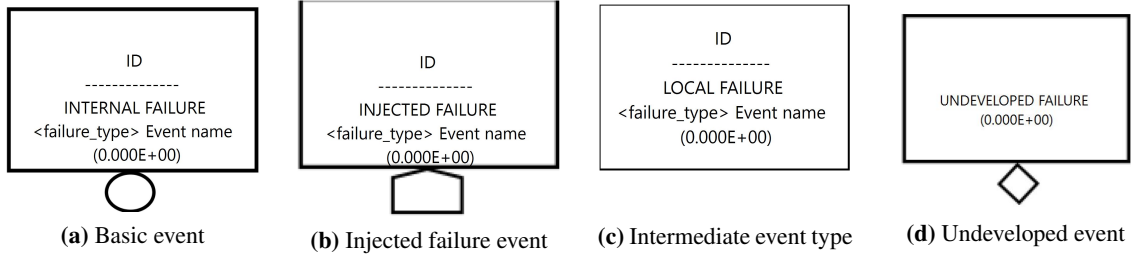 ID
--------------
INTERNAL FAILURE
<failure_type> Event name
(0.000E+00)
(a) Basic event
ID
--------------
INJECTED FAILURE
<failure_type> Event name
(0.000E+00)
(b) Injected failure event
ID
--------------
LOCAL FAILURE
<failure_type> Event name
(0.000E+00)
(c) Intermediate event type
UNDEVELOPED FAILURE
(0.000E+00)
(d) Undeveloped event